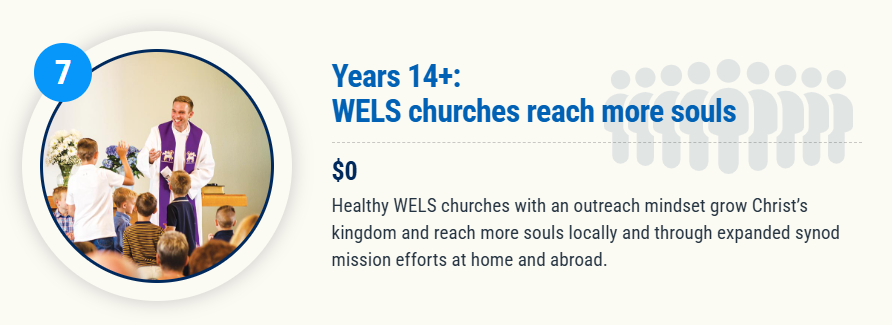 7
Years 14+:
WELS churches reach more souls
$0
Healthy WELS churches with an outreach mindset grow Christ’s
kingdom and reach more souls locally and through expanded synod
mission efforts at home and abroad.